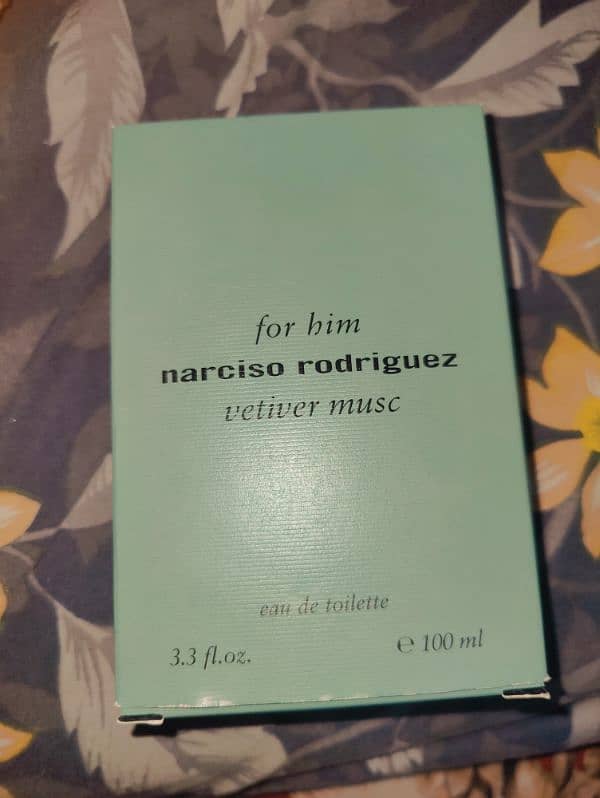 for him
narciso rodriguez
vetiver musc
eau de toilette
3.3 fl.oz.
℮ 100 ml